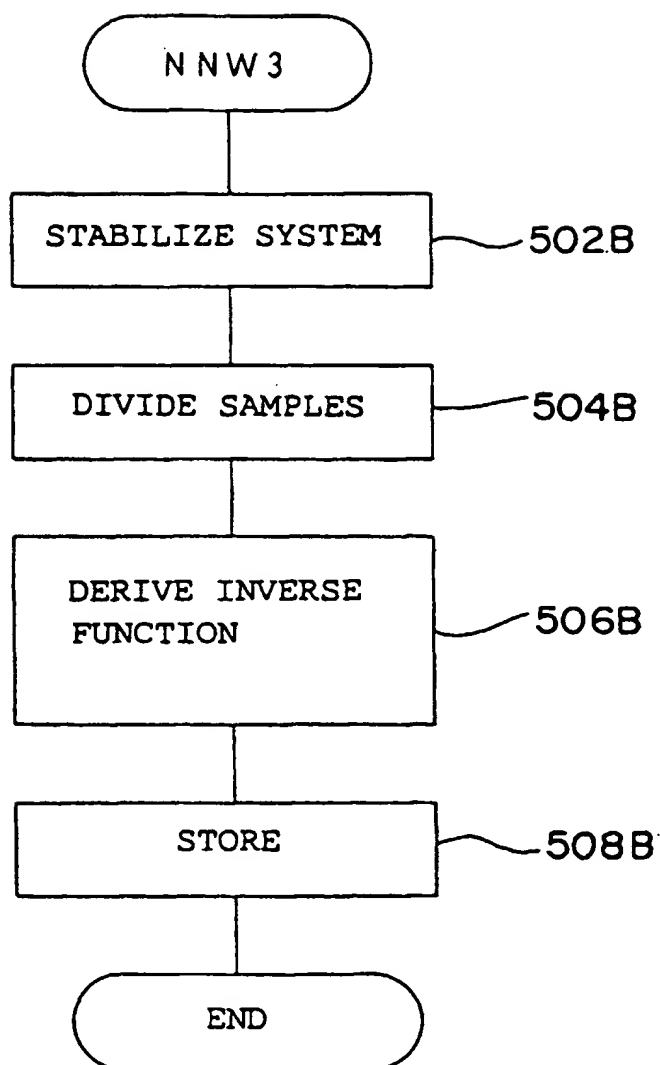 NNW3
STABILIZE SYSTEM
502B
DIVIDE SAMPLES
504B
DERIVE INVERSE
FUNCTION
506B
STORE
508B
END